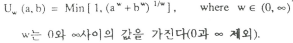 U_w (a, b) = Min [ 1, (a^w + b^w)^{1/w} ], where w ∈ (0, ∞)
w는 0와 ∞사이의 값을 가진다(0과 ∞ 제외).